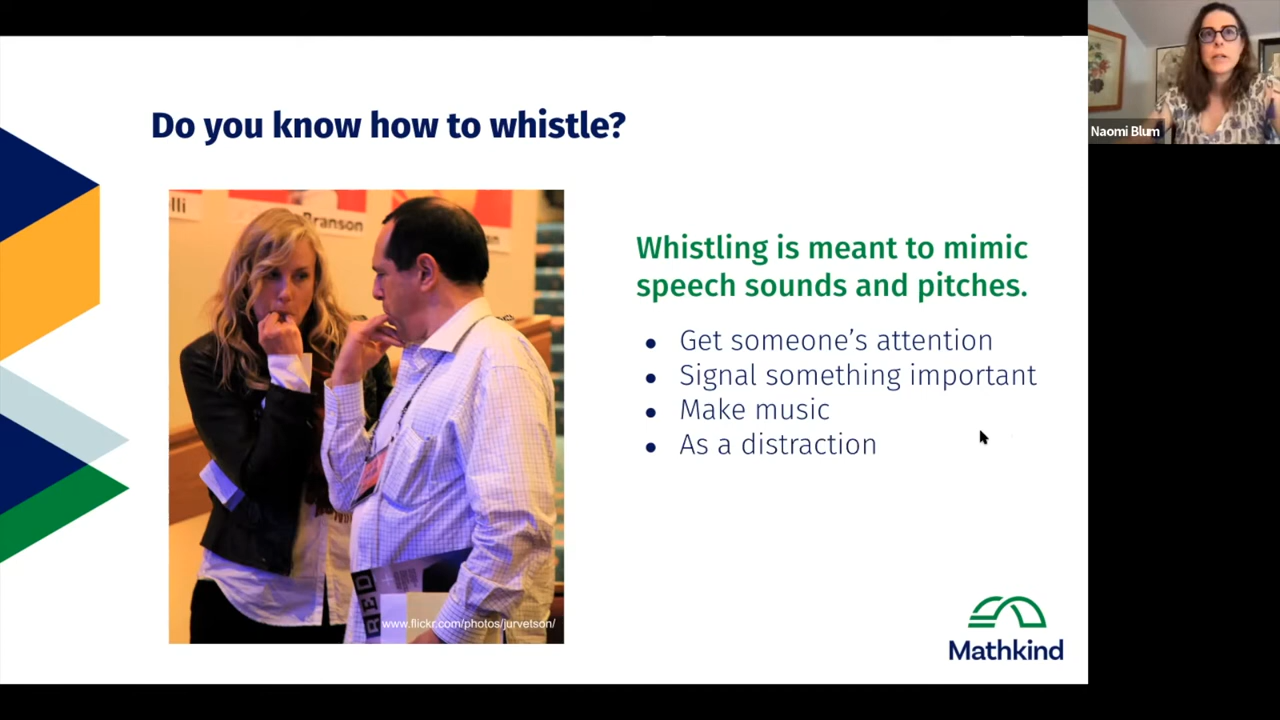 Do you know how to whistle?
lli
Branson
www.flickr.com/photos/jurvetson/
Whistling is meant to mimic
speech sounds and pitches.
• Get someone’s attention
• Signal something important
• Make music
• As a distraction
Mathkind
Naomi Blum